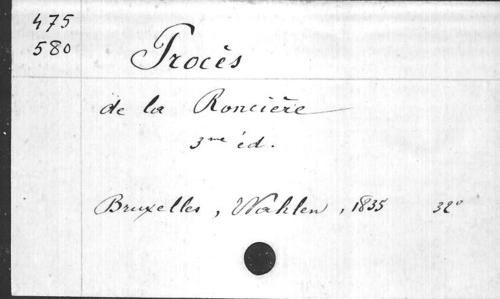 475
580
Procès
de la Roncière
3me éd.
Bruxelles, Wahlen, 1835 32°